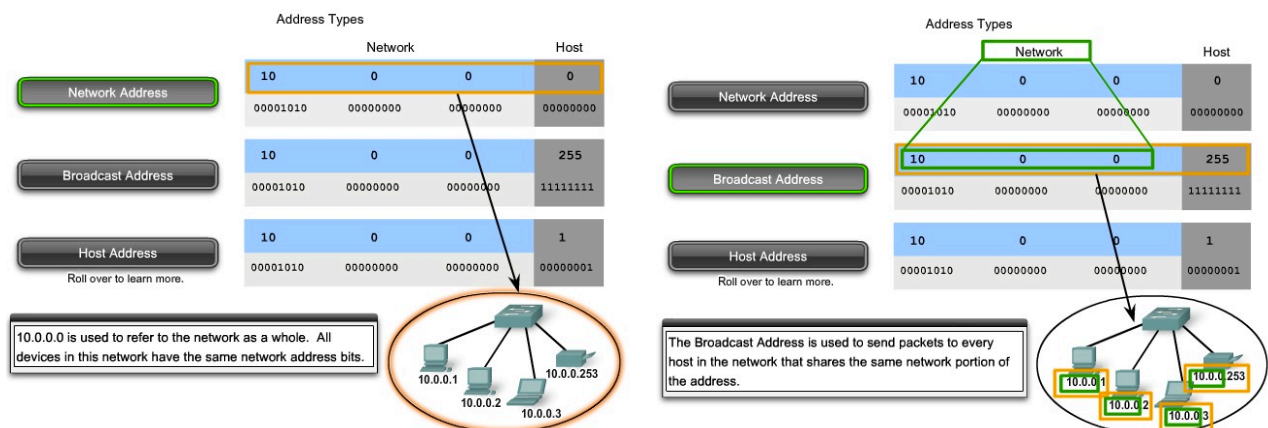 Address Types
Network Host
10 0 0 0
Network Address
00001010 00000000 00000000 00000000
10 0 0 255
Broadcast Address
00001010 00000000 00000000 11111111
10 0 0 1
Host Address
00001010 00000000 00000000 00000001
Roll over to learn more.
10.0.0.0 is used to refer to the network as a whole. All
devices in this network have the same network address bits.
10.0.0.1
10.0.0.253
10.0.0.2
10.0.0.3
Address Types
Network Host
10 0 0 0
Network Address
00001010 00000000 00000000 00000000
10 0 0 255
Broadcast Address
00001010 00000000 00000000 11111111
10 0 0 1
Host Address
00001010 00000000 00000000 00000001
Roll over to learn more.
The Broadcast Address is used to send packets to every
host in the network that shares the same network portion of
the address.
10.0.0.1
10.0.0.253
10.0.0.2
10.0.0.3